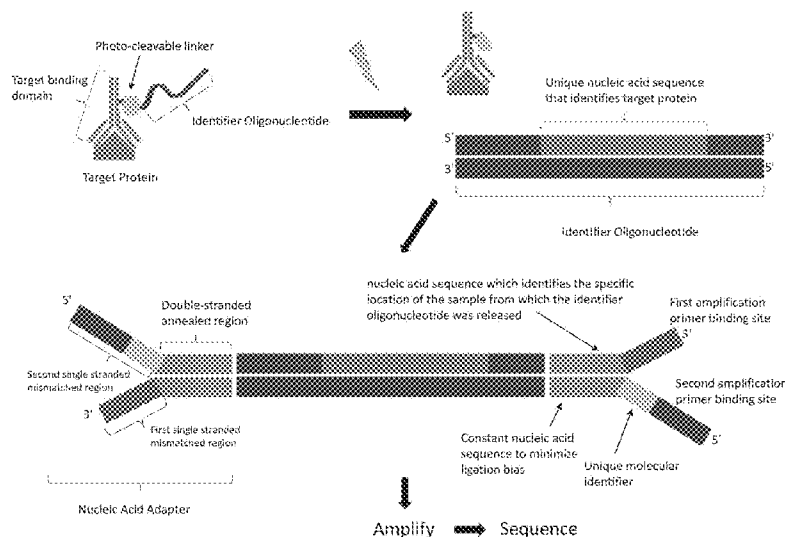 Photo-cleavable linker
Target binding
domain
Identifier Oligonucleotide
Target Protein
Unique nucleic acid sequence
that identifies target protein
5'
3'
3'
5'
Identifier Oligonucleotide
nucleic acid sequence which identifies the specific
location of the sample from which the identifier
oligonucleotide was released
5'
Double-stranded
annealed region
First amplification
primer binding site
3'
Second single stranded
mismatched region
Second amplification
primer binding site
3'
First single stranded
mismatched region
Constant nucleic acid
sequence to minimize
ligation bias
Unique molecular
identifier
5'
Nucleic Acid Adapter
Amplify
Sequence